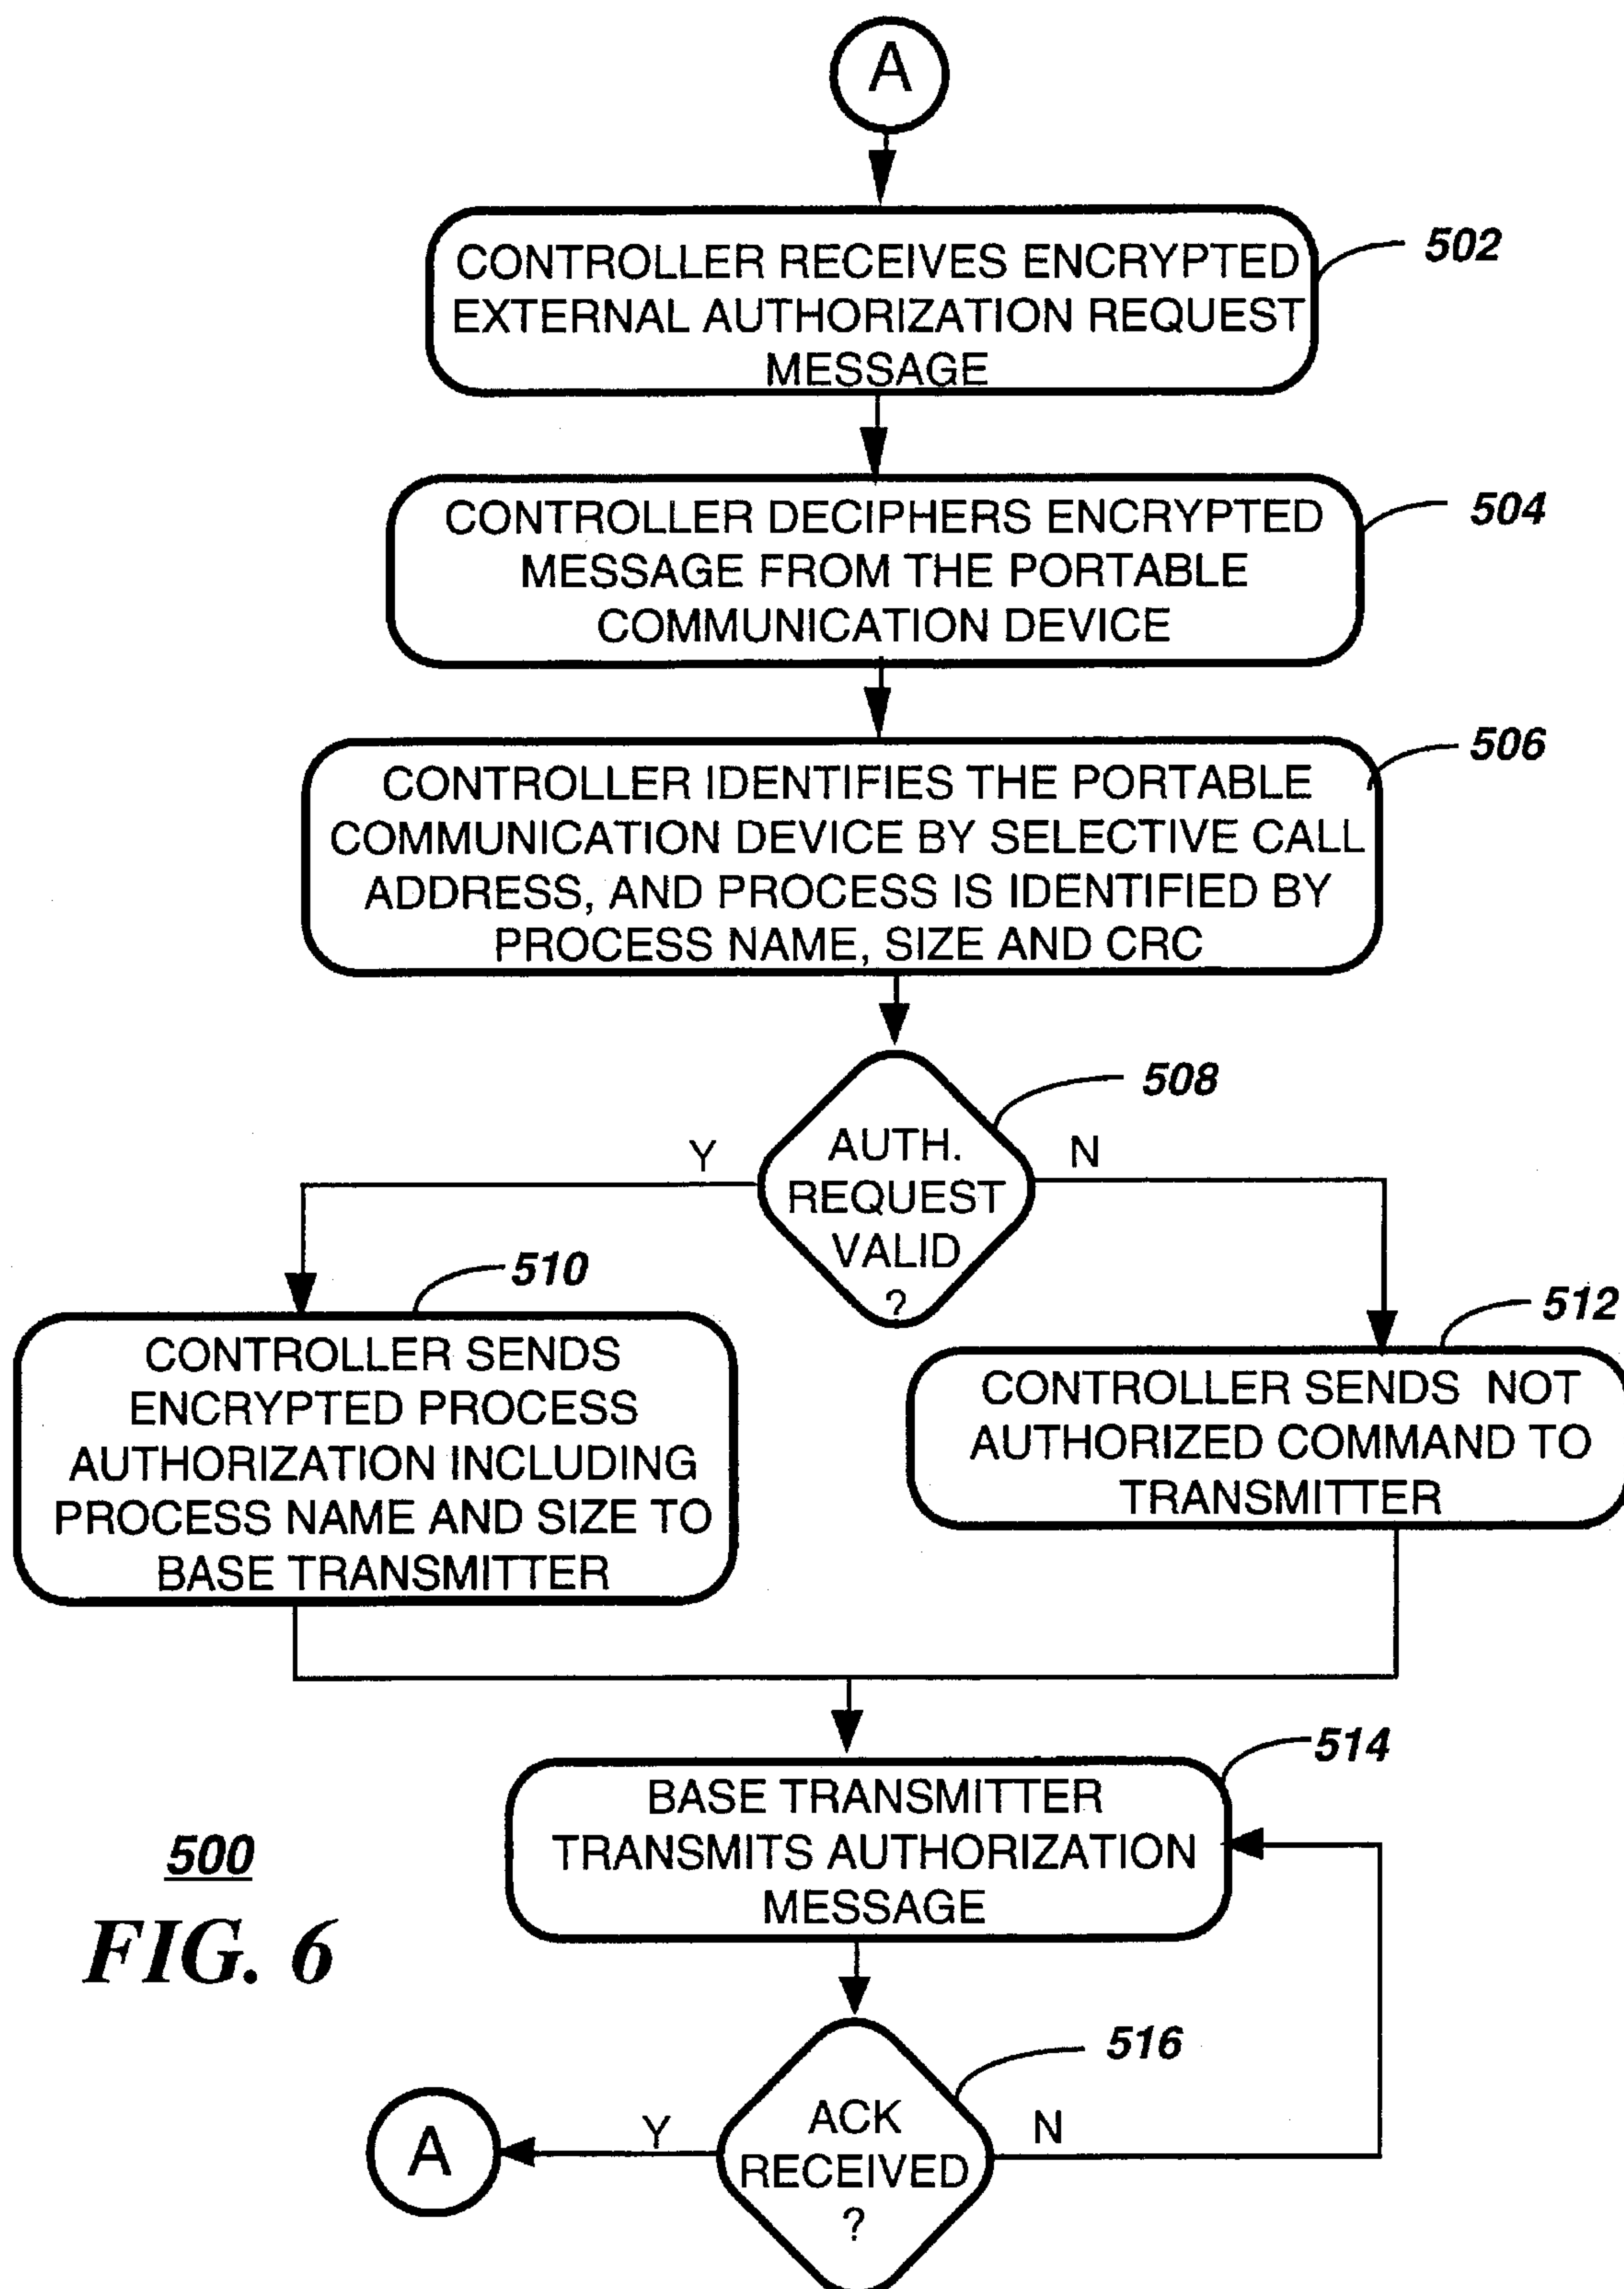 A
CONTROLLER RECEIVES ENCRYPTED
EXTERNAL AUTHORIZATION REQUEST
MESSAGE
502
CONTROLLER DECIPHERS ENCRYPTED
MESSAGE FROM THE PORTABLE
COMMUNICATION DEVICE
504
CONTROLLER IDENTIFIES THE PORTABLE
COMMUNICATION DEVICE BY SELECTIVE CALL
ADDRESS, AND PROCESS IS IDENTIFIED BY
PROCESS NAME, SIZE AND CRC
506
AUTH.
REQUEST
VALID
?
508
Y
N
CONTROLLER SENDS
ENCRYPTED PROCESS
AUTHORIZATION INCLUDING
PROCESS NAME AND SIZE TO
BASE TRANSMITTER
510
CONTROLLER SENDS NOT
AUTHORIZED COMMAND TO
TRANSMITTER
512
BASE TRANSMITTER
TRANSMITS AUTHORIZATION
MESSAGE
514
500
FIG. 6
ACK
RECEIVED
?
516
Y
N
A